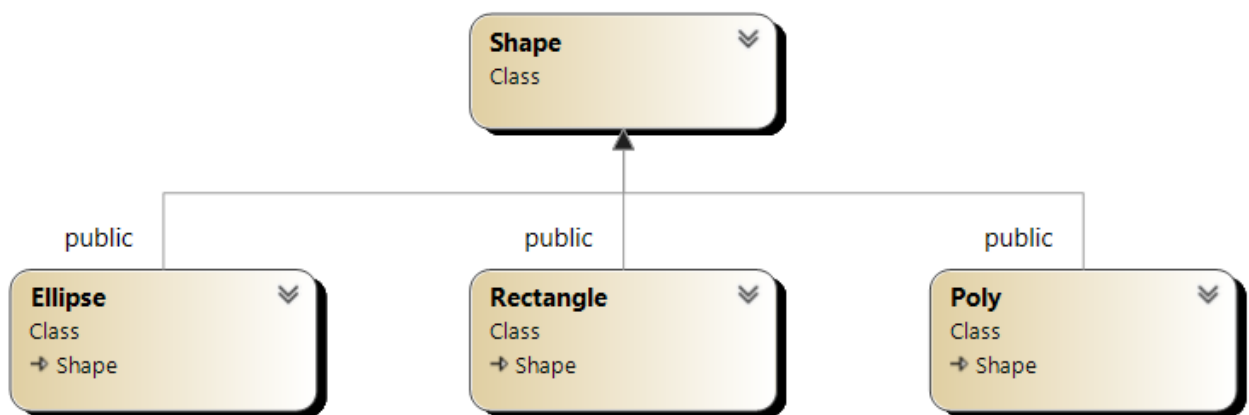 Shape
Class
public
public
public
Ellipse
Class
Shape
Rectangle
Class
Shape
Poly
Class
Shape